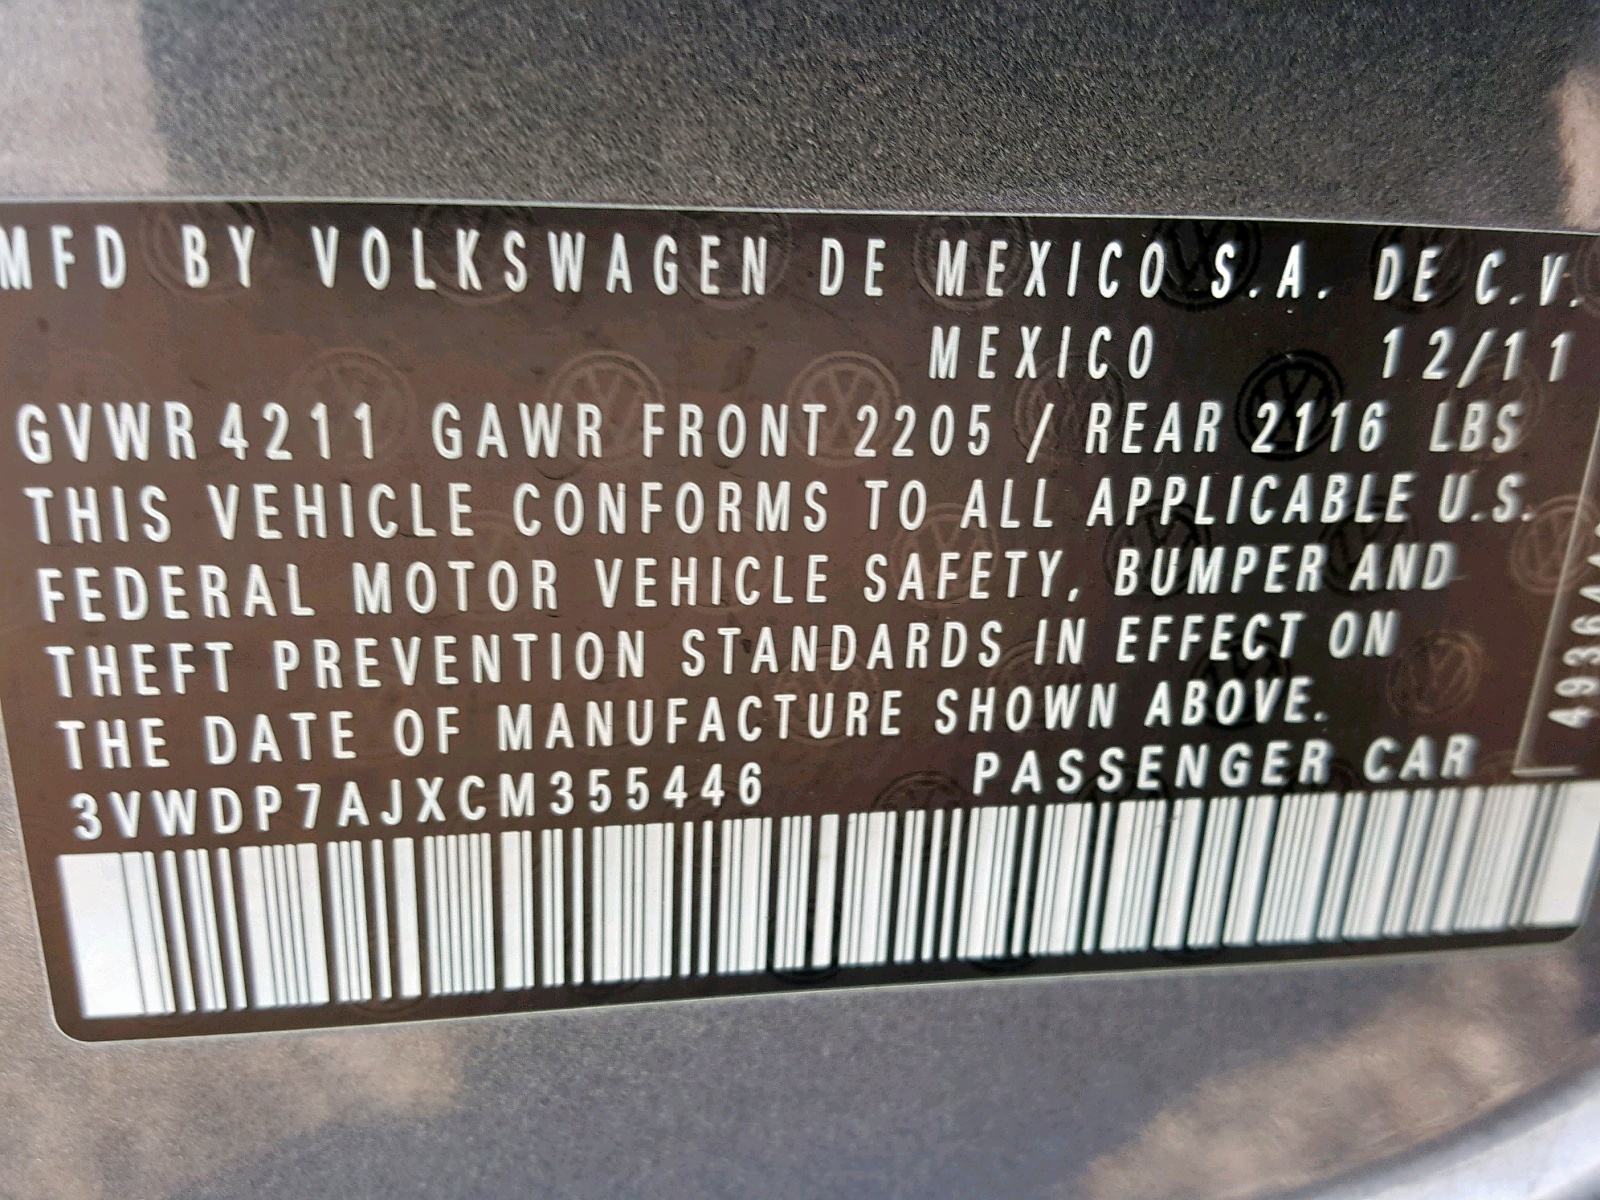 MFD BY VOLKSWAGEN DE MEXICO S.A. DE C.V.
MEXICO 12/11
GVWR 4211 GAWR FRONT 2205 / REAR 2116 LBS
THIS VEHICLE CONFORMS TO ALL APPLICABLE U.S.
FEDERAL MOTOR VEHICLE SAFETY, BUMPER AND
THEFT PREVENTION STANDARDS IN EFFECT ON
THE DATE OF MANUFACTURE SHOWN ABOVE.
3VWDP7AJXCM355446 PASSENGER CAR